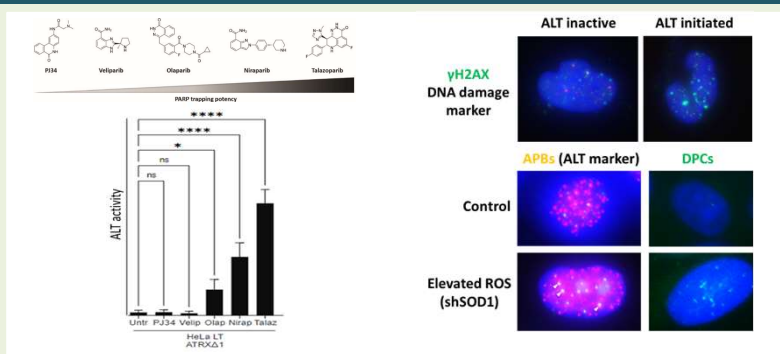 PJ34 Veliparib Olaparib Niraparib Talazoparib
PARP trapping potency
**** 
****
*
ns
ns
ALT activity
Untr PJ34 Velip Olap Nirap Talaz
HeLa LT
ATRXΔ1
ALT inactive ALT initiated
γH2AX
DNA damage
marker
APBs (ALT marker) DPCs
Control
Elevated ROS
(shSOD1)